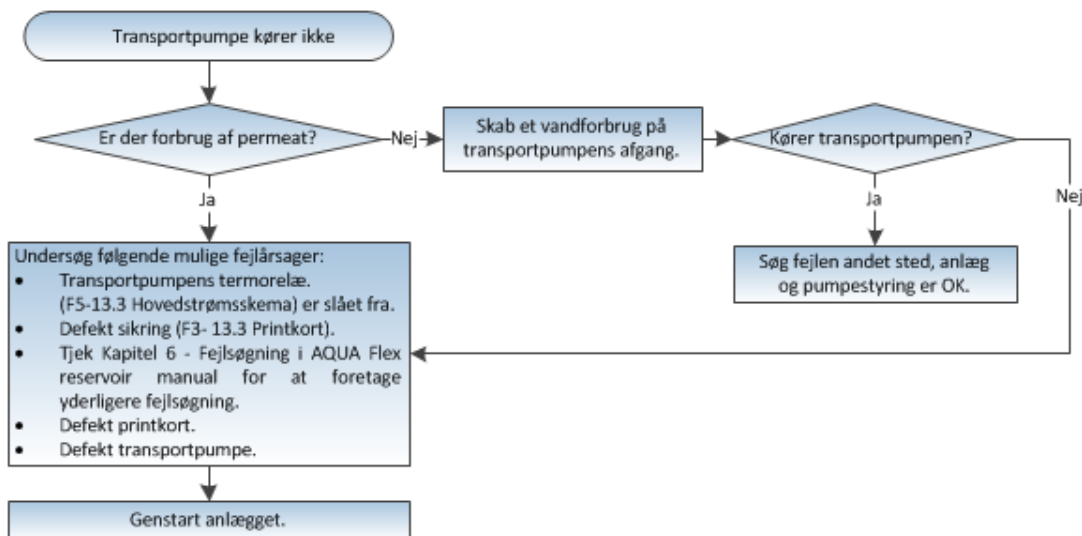 Transportpumpe kører ikke
Er der forbrug af permeat?
Nej
Skab et vandforbrug på
transportpumpens afgang.
Kører transportpumpen?
Nej
Ja
Ja
Søg fejlen andet sted, anlæg
og pumpestyring er OK.
Undersøg følgende mulige fejlårsager:
• Transportpumpens termorelæ.
(F5-13.3 Hovedstrømsskema) er slået fra.
• Defekt sikring (F3- 13.3 Printkort).
• Tjek Kapitel 6 - Fejlsøgning i AQUA Flex
reservoir manual for at foretage
yderligere fejlsøgning.
• Defekt printkort.
• Defekt transportpumpe.
Genstart anlægget.